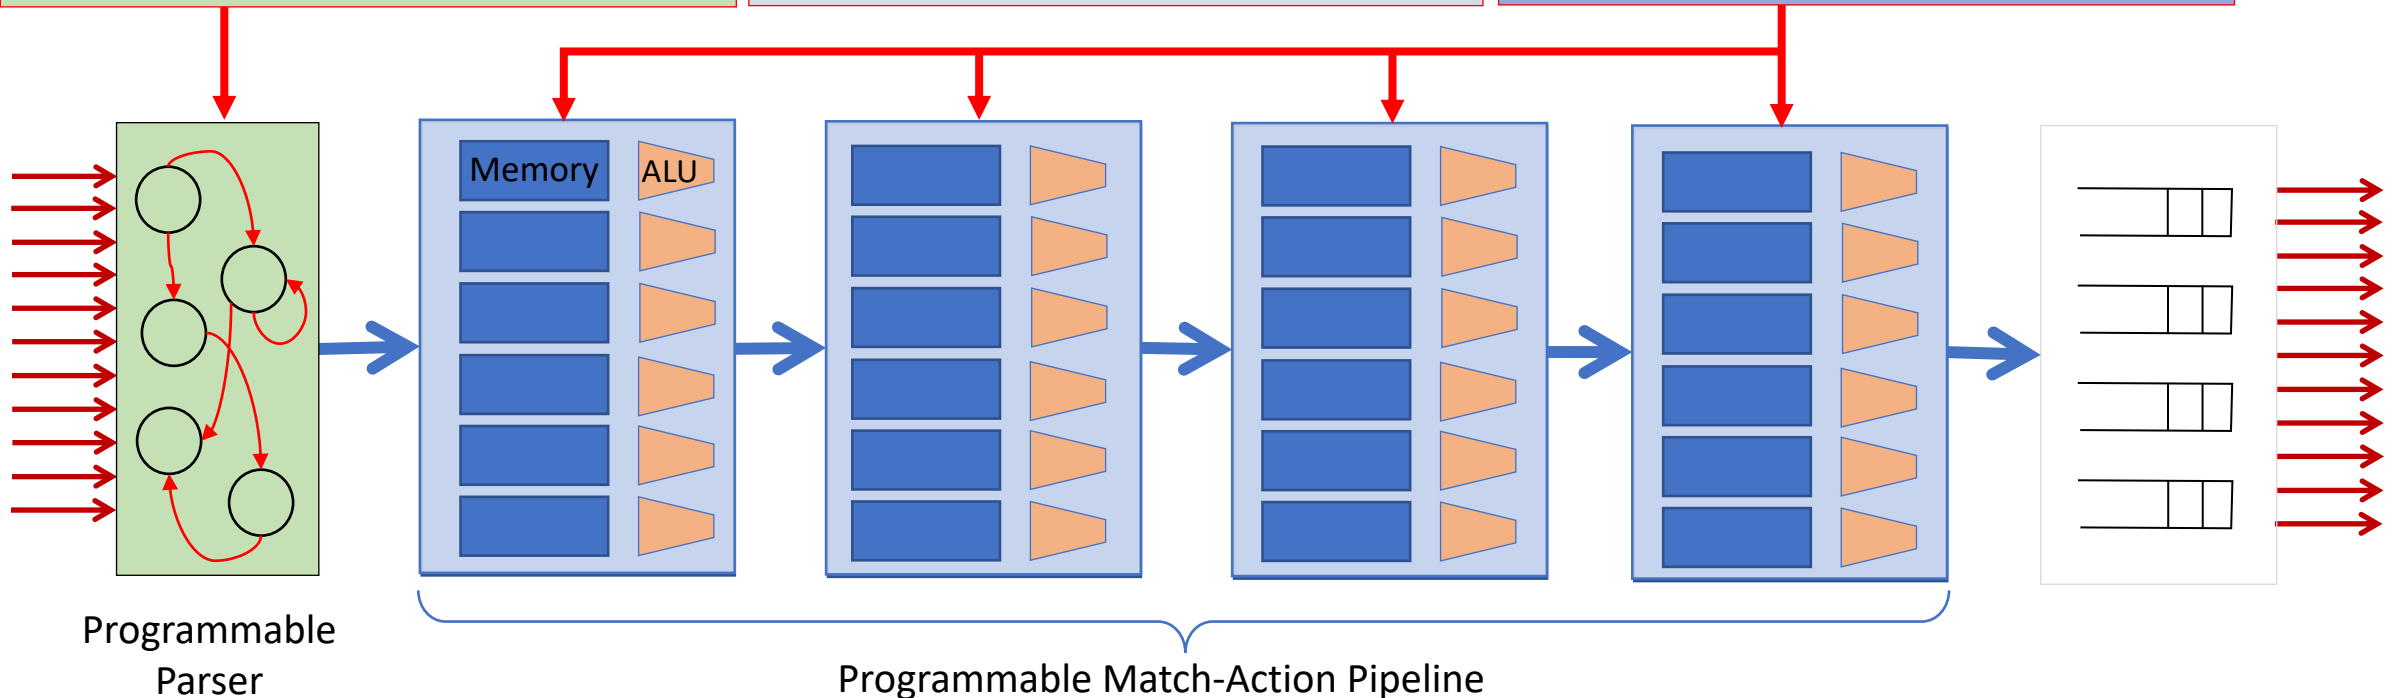 Memory
ALU
Programmable
Parser
Programmable Match-Action Pipeline